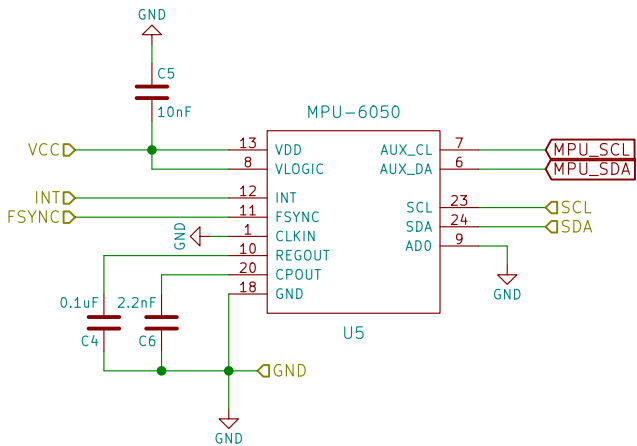 GND
C5
10nF
MPU-6050
VCC 13 VDD AUX_CL 7 MPU_SCL
8 VLOGIC AUX_DA 6 MPU_SDA
INT 12 INT
FSYNC 11 FSYNC SCL 23 SCL
GND 1 CLKIN SDA 24 SDA
10 REGOUT AD0 9
20 CPOUT
18 GND
GND
0.1uF 2.2nF
C4 C6
U5
GND
GND